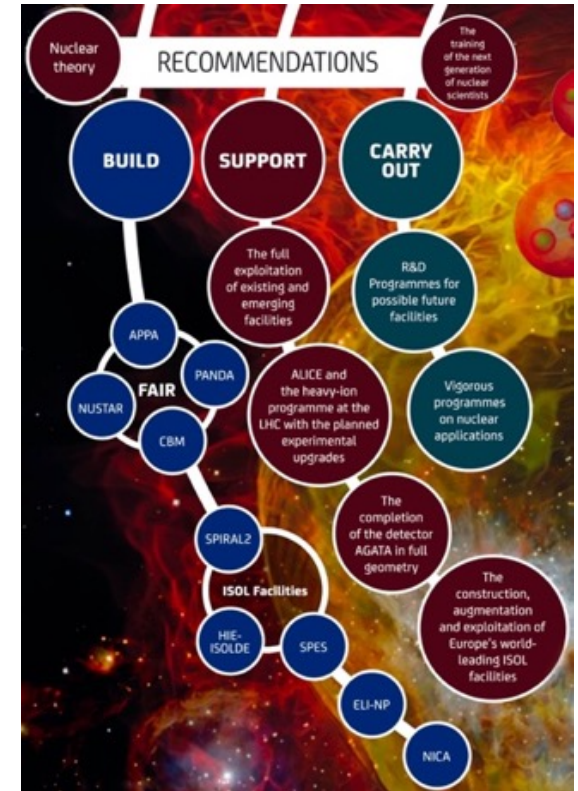 Nuclear
theory
RECOMMENDATIONS
The
training
of the next
generation
of nuclear
scientists
BUILD
SUPPORT
CARRY
OUT
The full
exploitation
of existing and
emerging
facilities
R&D
Programmes for
possible future
facilities
APPA
PANDA
FAIR
NUSTAR
CBM
ALICE and
the heavy-ion
programme at the
LHC with the planned
experimental
upgrades
Vigorous
programmes
on nuclear
applications
The
completion
of the detector
AGATA in full
geometry
SPIRAL2
ISOL Facilities
HIE-
ISOLDE
SPES
The
construction,
augmentation
and exploitation of
Europe's world-
leading ISOL
facilities
ELI-NP
NICA